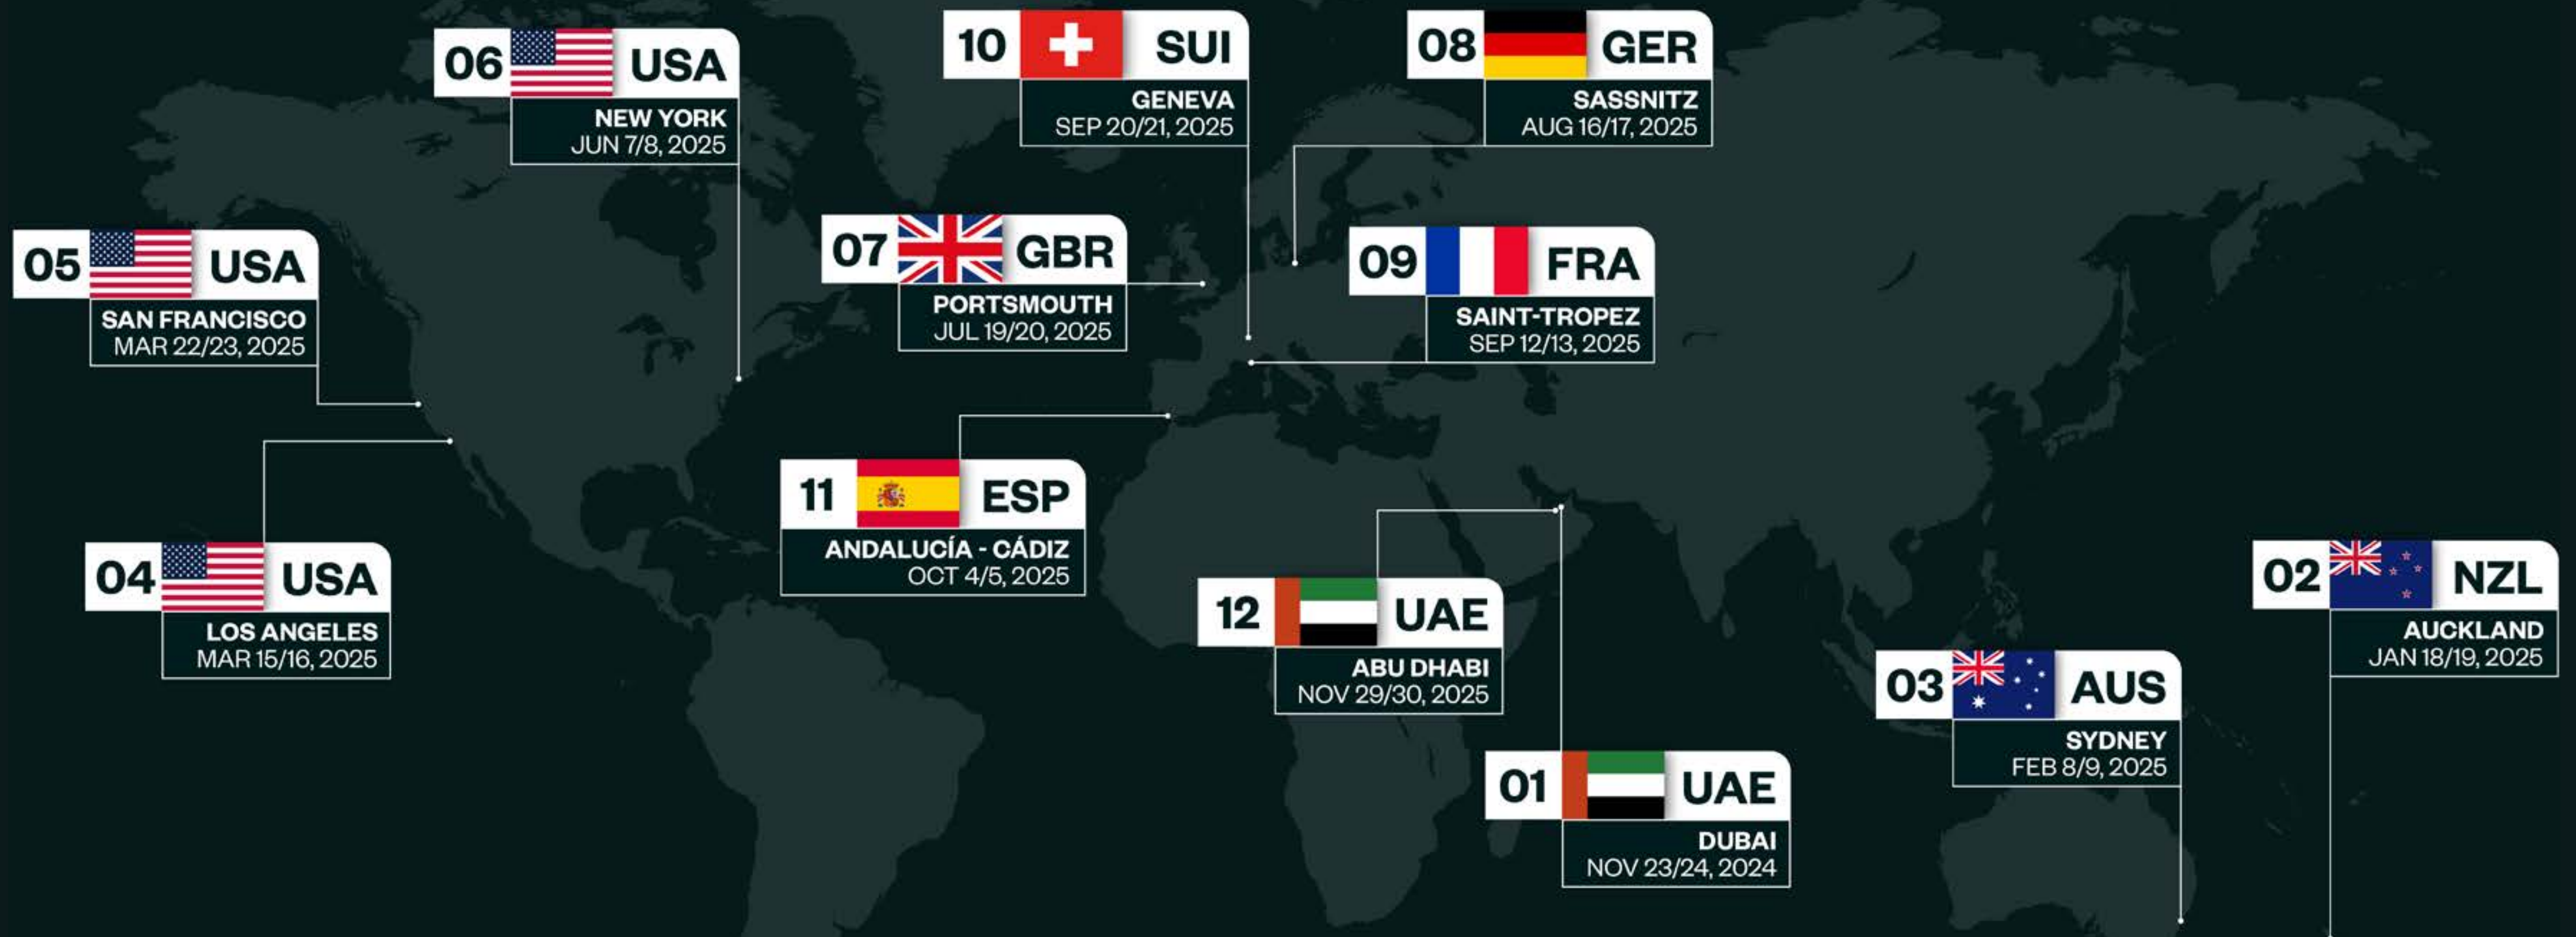 06 USA
NEW YORK
JUN 7/8, 2025
10 SUI
GENEVA
SEP 20/21, 2025
08 GER
SASSNITZ
AUG 16/17, 2025
05 USA
SAN FRANCISCO
MAR 22/23, 2025
07 GBR
PORTSMOUTH
JUL 19/20, 2025
09 FRA
SAINT-TROPEZ
SEP 12/13, 2025
04 USA
LOS ANGELES
MAR 15/16, 2025
11 ESP
ANDALUCÍA - CÁDIZ
OCT 4/5, 2025
12 UAE
ABU DHABI
NOV 29/30, 2025
02 NZL
AUCKLAND
JAN 18/19, 2025
03 AUS
SYDNEY
FEB 8/9, 2025
01 UAE
DUBAI
NOV 23/24, 2024